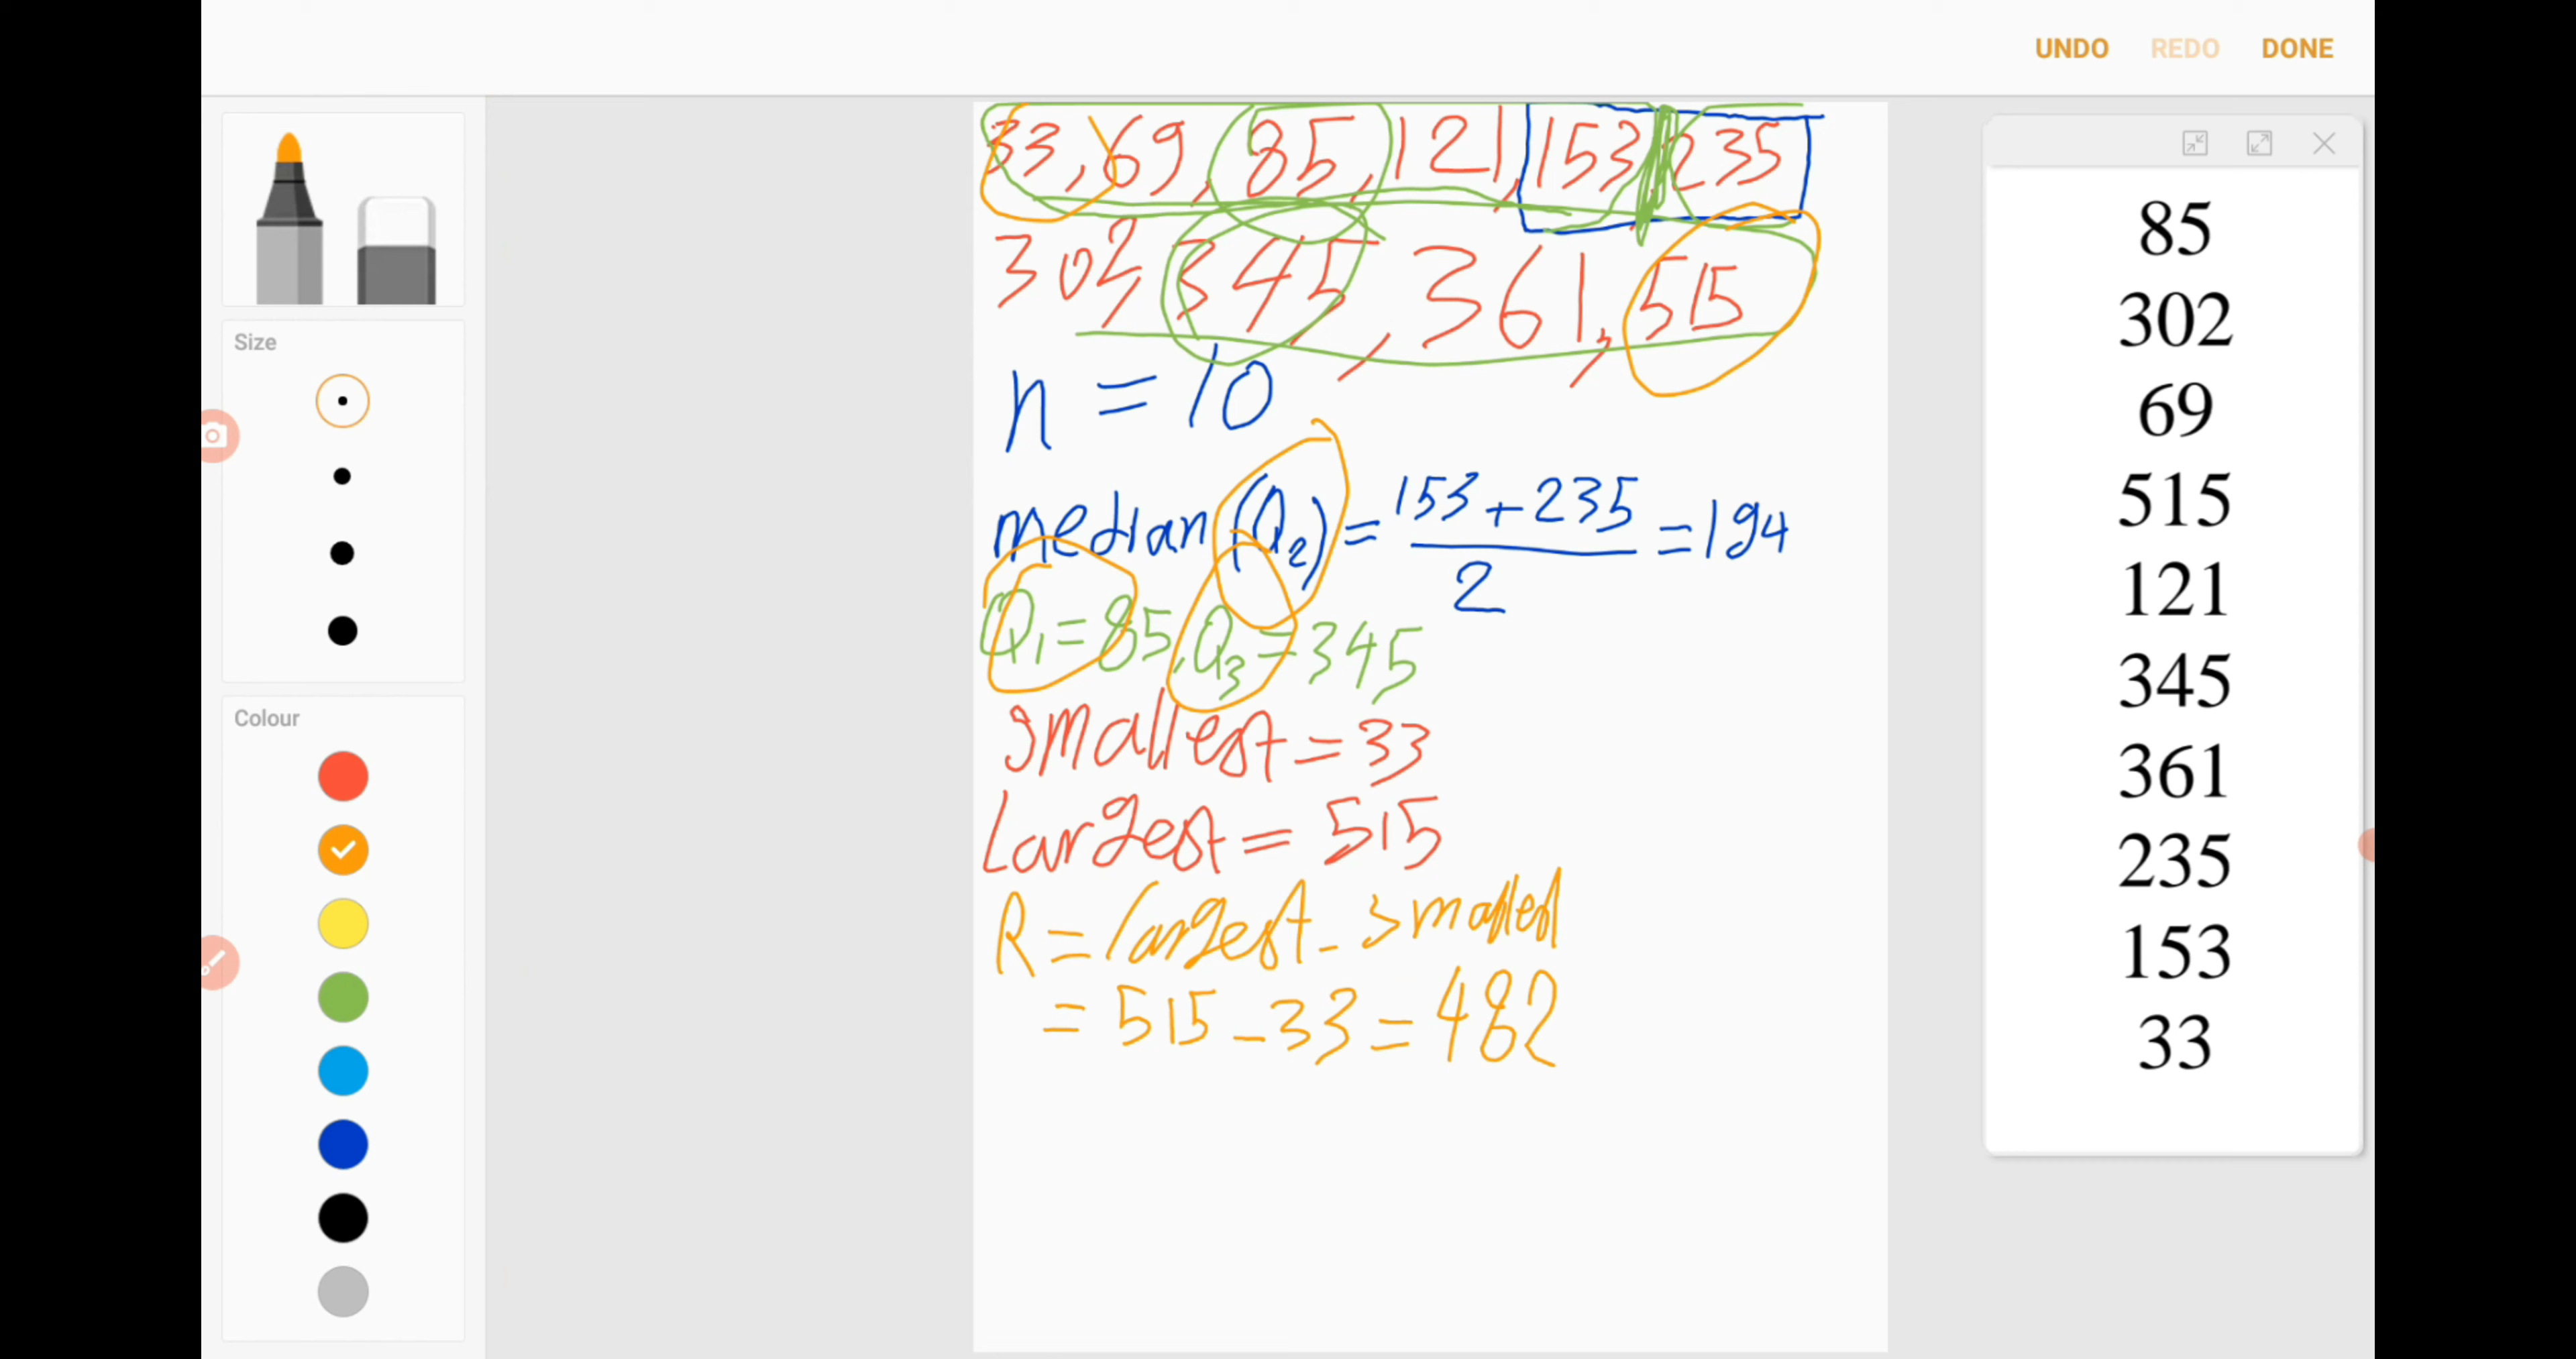 UNDO REDO DONE
Size
Colour
33, 69, 85, 121, 153, 235
302, 345, 361, 515
n = 10
median (Q2) = 153 + 235 / 2 = 194
Q1 = 85, Q3 = 345
smallest = 33
Largest = 515
R = largest - smallest
= 515 - 33 = 482
85
302
69
515
121
345
361
235
153
33